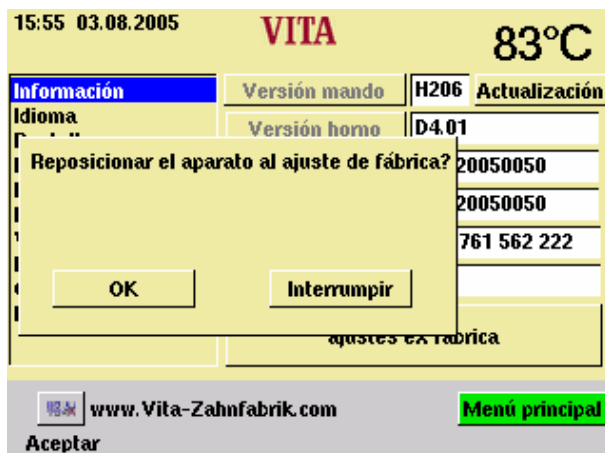 15:55 03.08.2005
VITA
83°C
Información
Versión mando
H206
Actualización
Idioma
Versión horno
D4.01
Reposicionar el aparato al ajuste de fábrica?
20050050
20050050
761 562 222
OK
Interrumpir
ajustes ex fábrica
www.Vita-Zahnfabrik.com
Menú principal
Aceptar